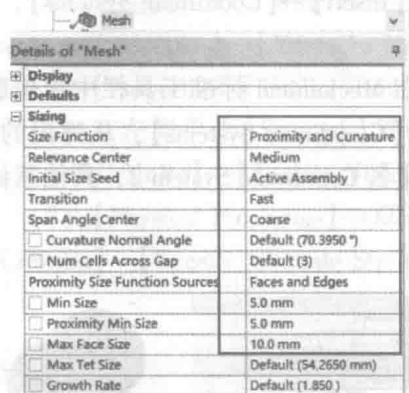 Mesh
Details of "Mesh"
Display
Defaults
Sizing
Size Function Proximity and Curvature
Relevance Center Medium
Initial Size Seed Active Assembly
Transition Fast
Span Angle Center Coarse
Curvature Normal Angle Default (70.3950 °)
Num Cells Across Gap Default (3)
Proximity Size Function Sources Faces and Edges
Min Size 5.0 mm
Proximity Min Size 5.0 mm
Max Face Size 10.0 mm
Max Tet Size Default (54.2650 mm)
Growth Rate Default (1.850 )